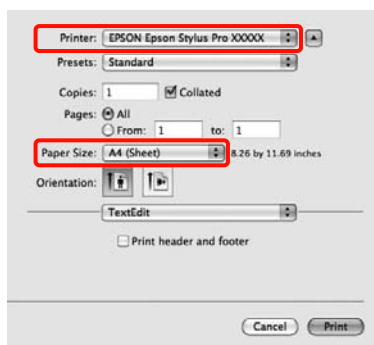 Printer: EPSON Epson Stylus Pro XXXXX
Presets: Standard
Copies: 1 Collated
Pages: All
From: 1 to: 1
Paper Size: A4 (Sheet) 8.26 by 11.69 inches
Orientation:
TextEdit
Print header and footer
Cancel Print